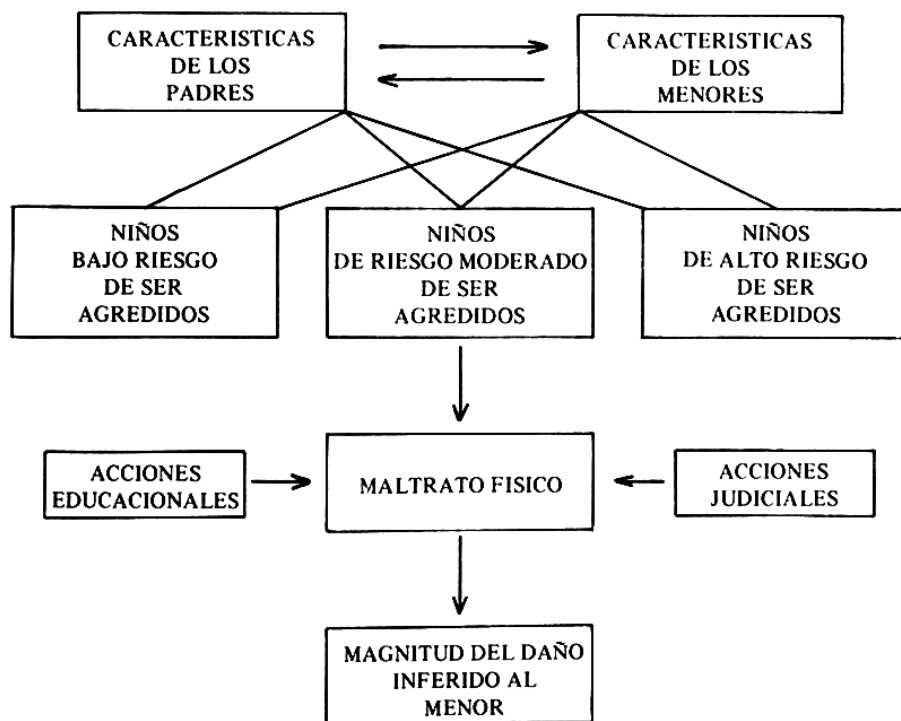 CARACTERISTICAS
DE LOS
PADRES
CARACTERISTICAS
DE LOS
MENORES
NIÑOS
BAJO RIESGO
DE SER
AGREDIDOS
NIÑOS
DE RIESGO MODERADO
DE SER
AGREDIDOS
NIÑOS
DE ALTO RIESGO
DE SER
AGREDIDOS
ACCIONES
EDUCACIONALES
MALTRATO FISICO
ACCIONES
JUDICIALES
MAGNITUD DEL DAÑO
INFERIDO AL
MENOR